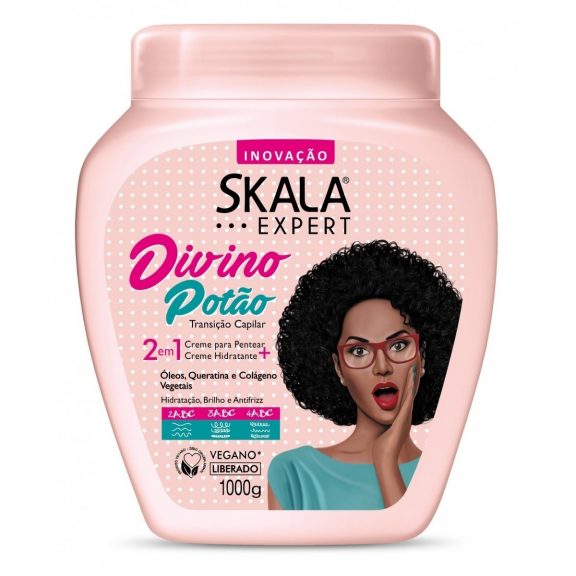 INOVAÇÃO
SKALA®
EXPERT
Divino
Potão
Transição Capilar
2em1 Creme para Pentear +
Creme Hidratante
Óleos, Queratina e Colágeno
Vegetais
Hidratação, Brilho e Antifrizz
2ABC 3ABC 4ABC
VEGANO*
LIBERADO
1000g